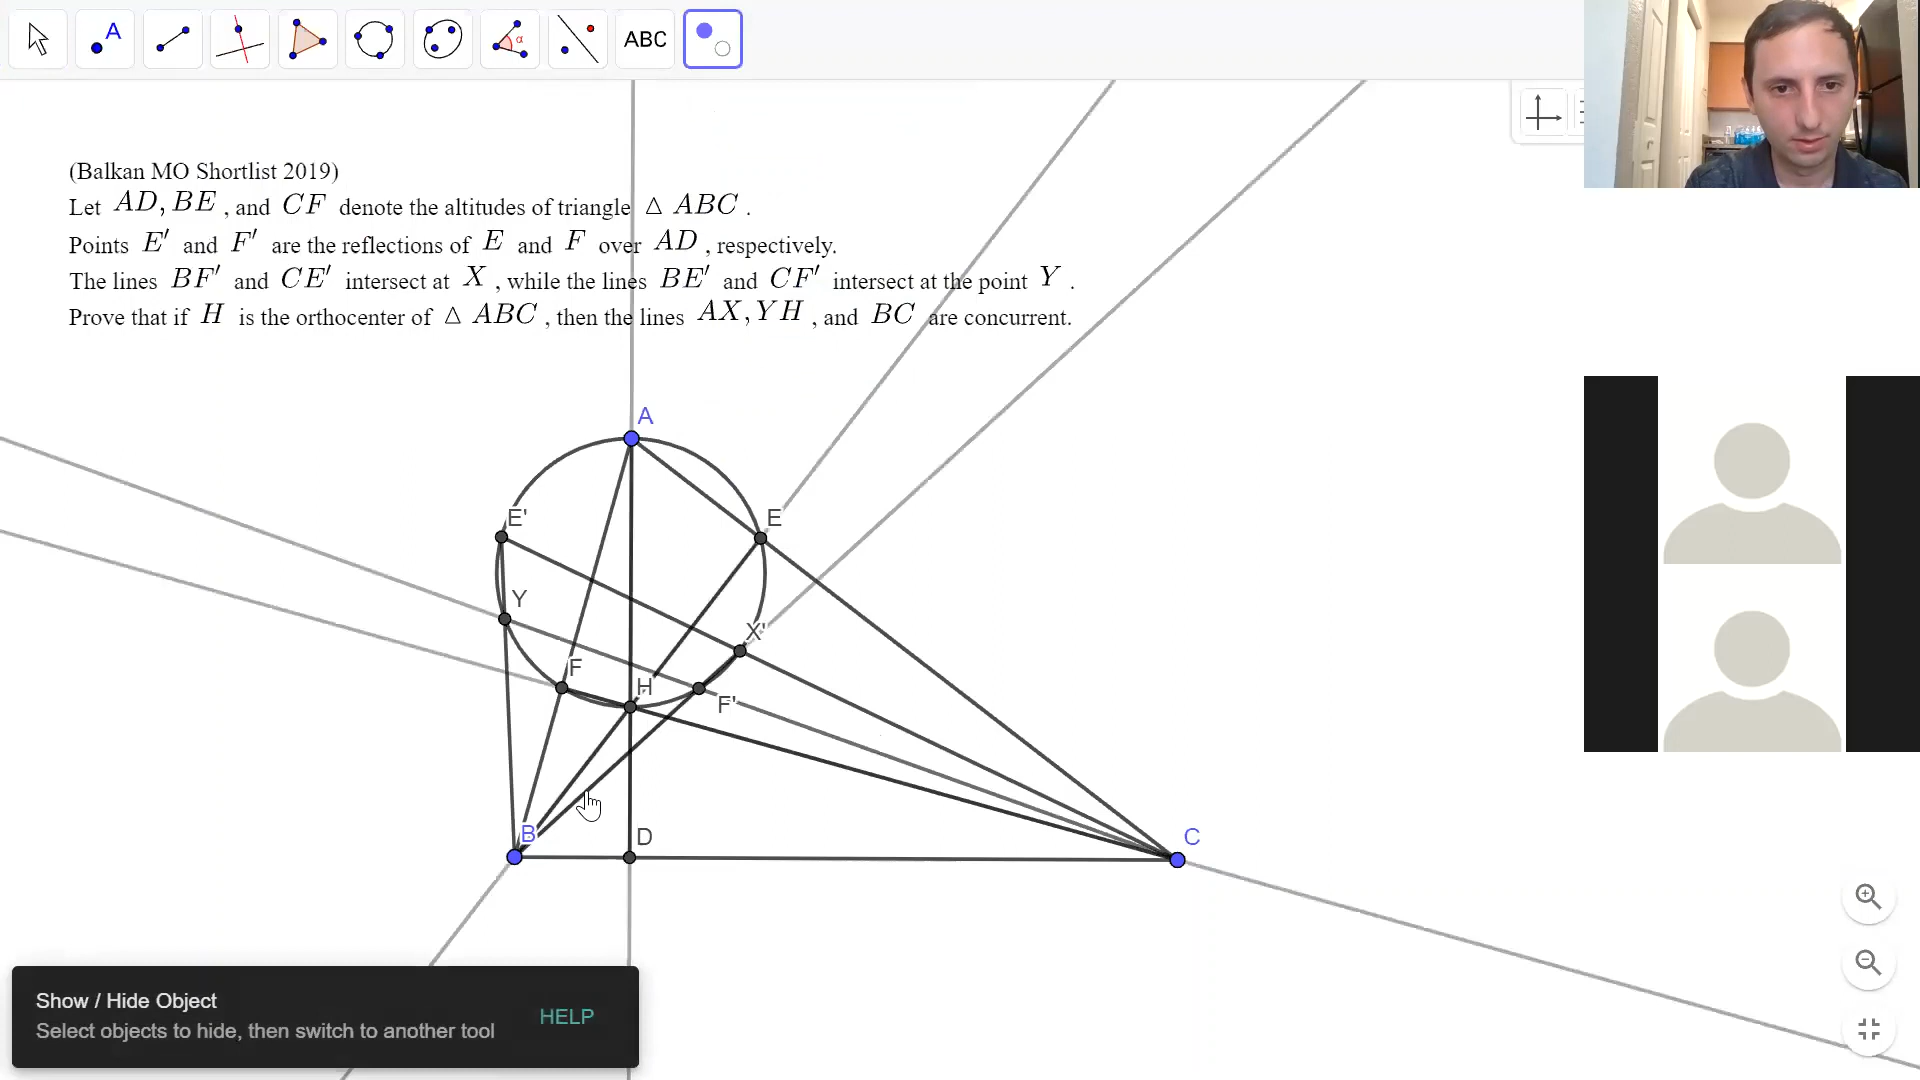 A
α
ABC
(Balkan MO Shortlist 2019)
Let AD, BE , and CF denote the altitudes of triangle △ ABC .
Points E′ and F′ are the reflections of E and F over AD , respectively.
The lines BF′ and CE′ intersect at X , while the lines BE′ and CF′ intersect at the point Y .
Prove that if H is the orthocenter of △ ABC , then the lines AX, YH , and BC are concurrent.
A
E'
E
Y
X'
F
H
F'
B
D
C
Show / Hide Object
Select objects to hide, then switch to another tool
HELP